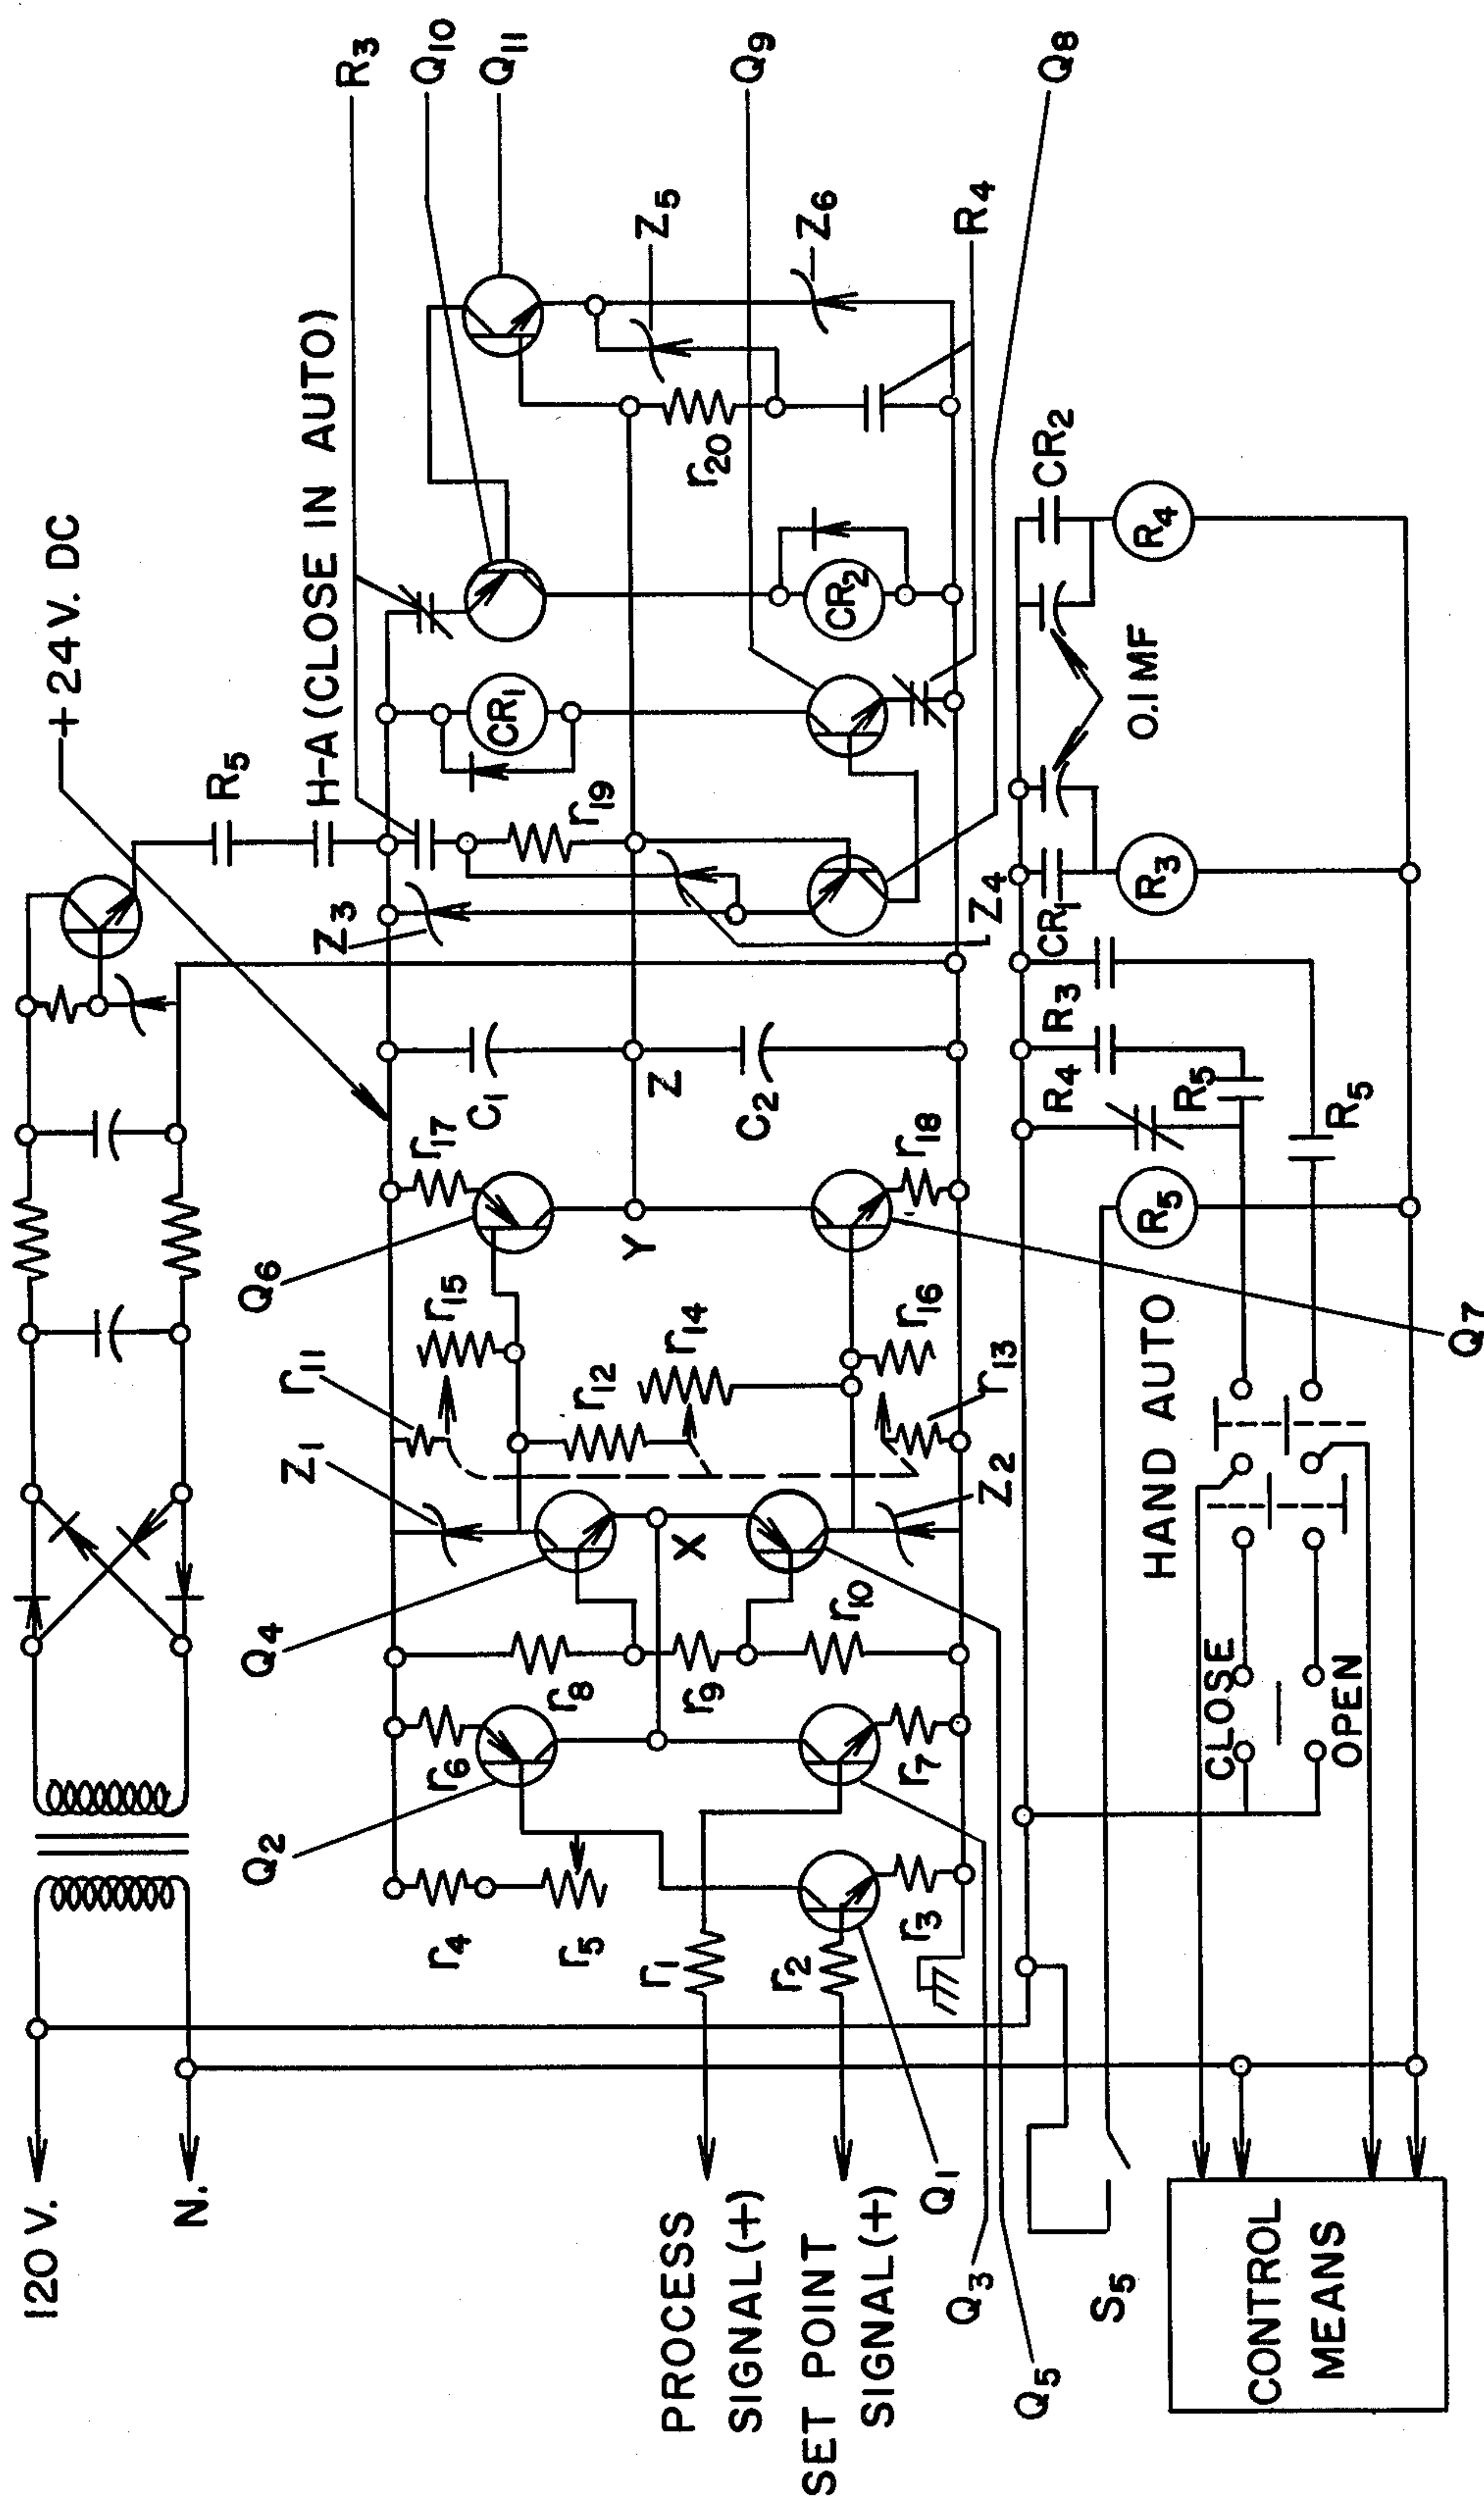 120 V.
N.
+24 V. DC
R5
H-A (CLOSE IN AUTO)
R3
Q10
Q11
Q9
Q8
Z5
Z6
R4
r20
CR1
CR2
r19
Z3
Z4
C1
Z
C2
r17
r18
Q6
Y
Q7
r15
r14
r16
r11
r12
r13
Z1
Z2
X
Q4
r8
r9
r10
Q2
r6
r7
r4
r5
r1
r2
r3
PROCESS
SIGNAL(+)
SET POINT
SIGNAL(+)
Q1
Q3
Q5
S5
CONTROL
MEANS
CLOSE
OPEN
HAND AUTO
R5
R5
R5
R4
R3
CR1
R3
0.1MF
CR2
R4